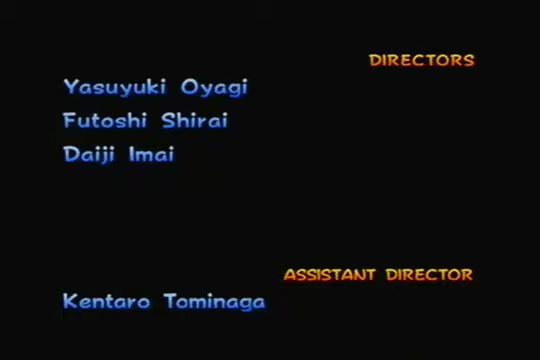 DIRECTORS
Yasuyuki Oyagi
Futoshi Shirai
Daiji Imai
ASSISTANT DIRECTOR
Kentaro Tominaga